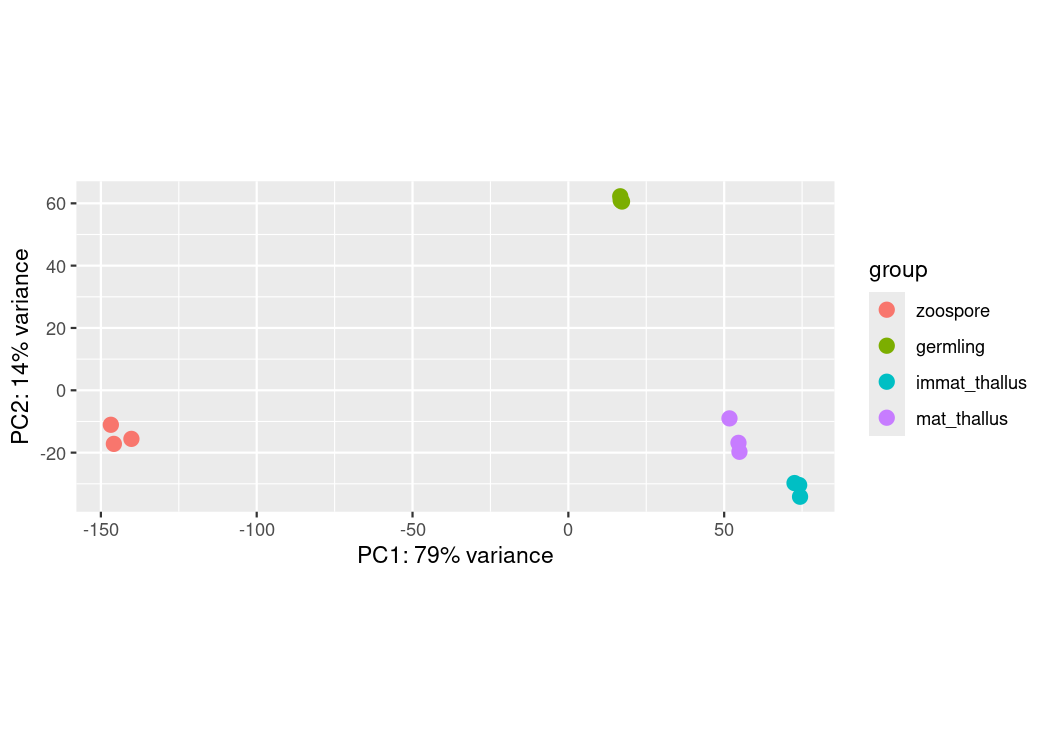 60
40
20
0
-20
PC2: 14% variance
-150
-100
-50
0
50
PC1: 79% variance
group
zoospore
germling
immat_thallus
mat_thallus